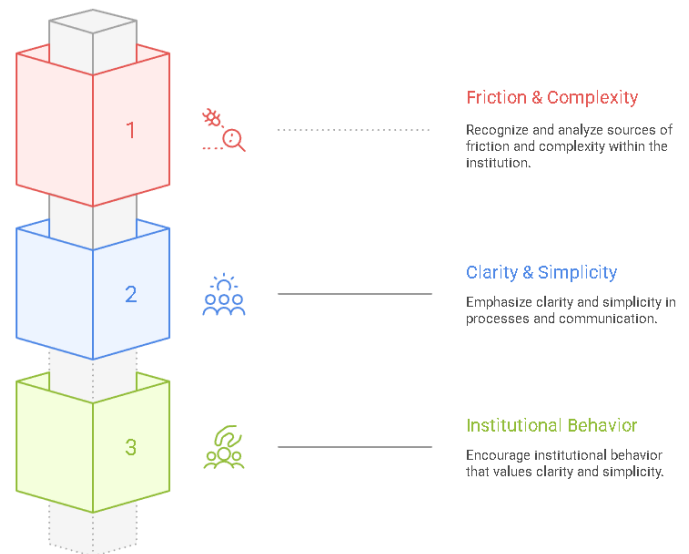 1
Friction & Complexity
Recognize and analyze sources of
friction and complexity within the
institution.
2
Clarity & Simplicity
Emphasize clarity and simplicity in
processes and communication.
3
Institutional Behavior
Encourage institutional behavior
that values clarity and simplicity.